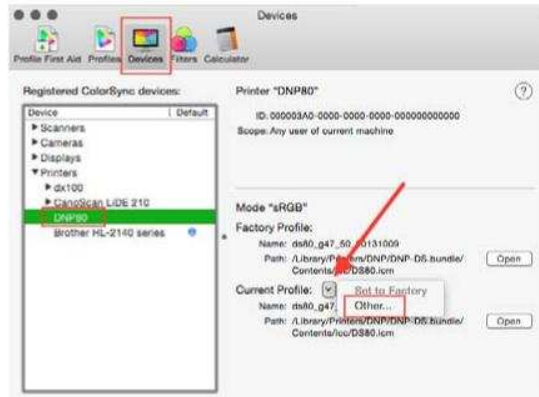 Devices
Profile First Aid Profiles Devices Filters Calculator
Registered ColorSync devices:
Device Default
Scanners
Cameras
Displays
Printers
dx100
CanoScan LiDE 210
DNP80
Brother HL-2140 series
Printer "DNP80"
?
ID: 000003A0-0000-0000-0000-000000000000
Scope: Any user of current machine
Mode "sRGB"
Factory Profile:
Name: ds80_g47_50_20131009
Path: /Library/Printers/DNP/DNP-DS.bundle/
Contents/Icc/DS80.icm
Open
Current Profile:
Set to Factory
Name: ds80_g47_
Other...
Path: /Library/Printers/DNP/DNP-DS.bundle/
Contents/Icc/DS80.icm
Open